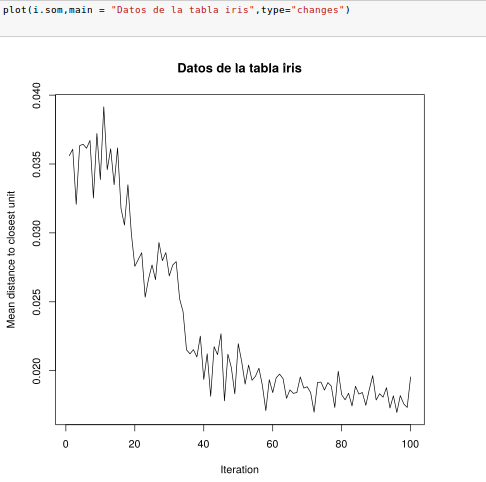 plot(i.som,main = "Datos de la tabla iris",type="changes")
Datos de la tabla iris
Mean distance to closest unit
0.040
0.035
0.030
0.025
0.020
0 20 40 60 80 100
Iteration